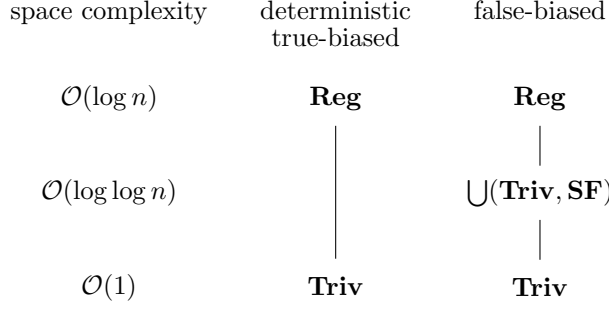 space complexity deterministic false-biased
true-biased
𝒪(log n) Reg Reg
𝒪(log log n) ⋃(Triv, SF)
𝒪(1) Triv Triv